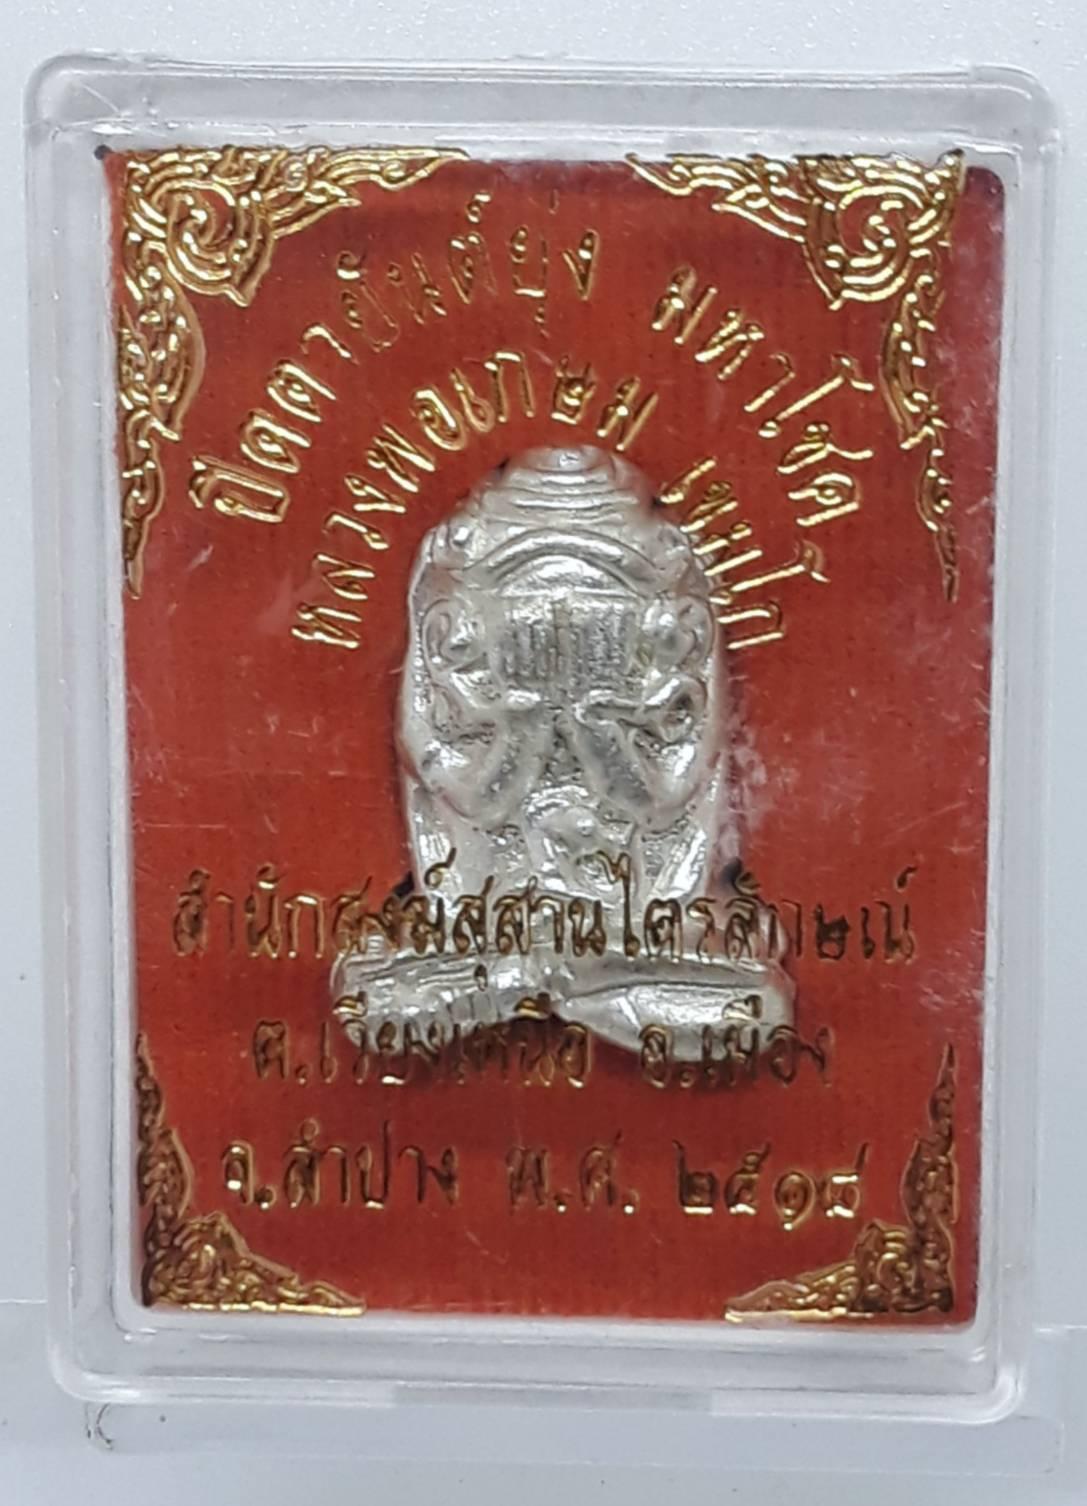 ปิดตายันต์ยุ่ง มหาโชค
หลวงพ่อเกษม เขมโก
สำนักสงฆ์สุสานไตรลักษณ์
ต.เวียงเหนือ อ.เมือง
จ.ลำปาง พ.ศ. ๒๕๑๘